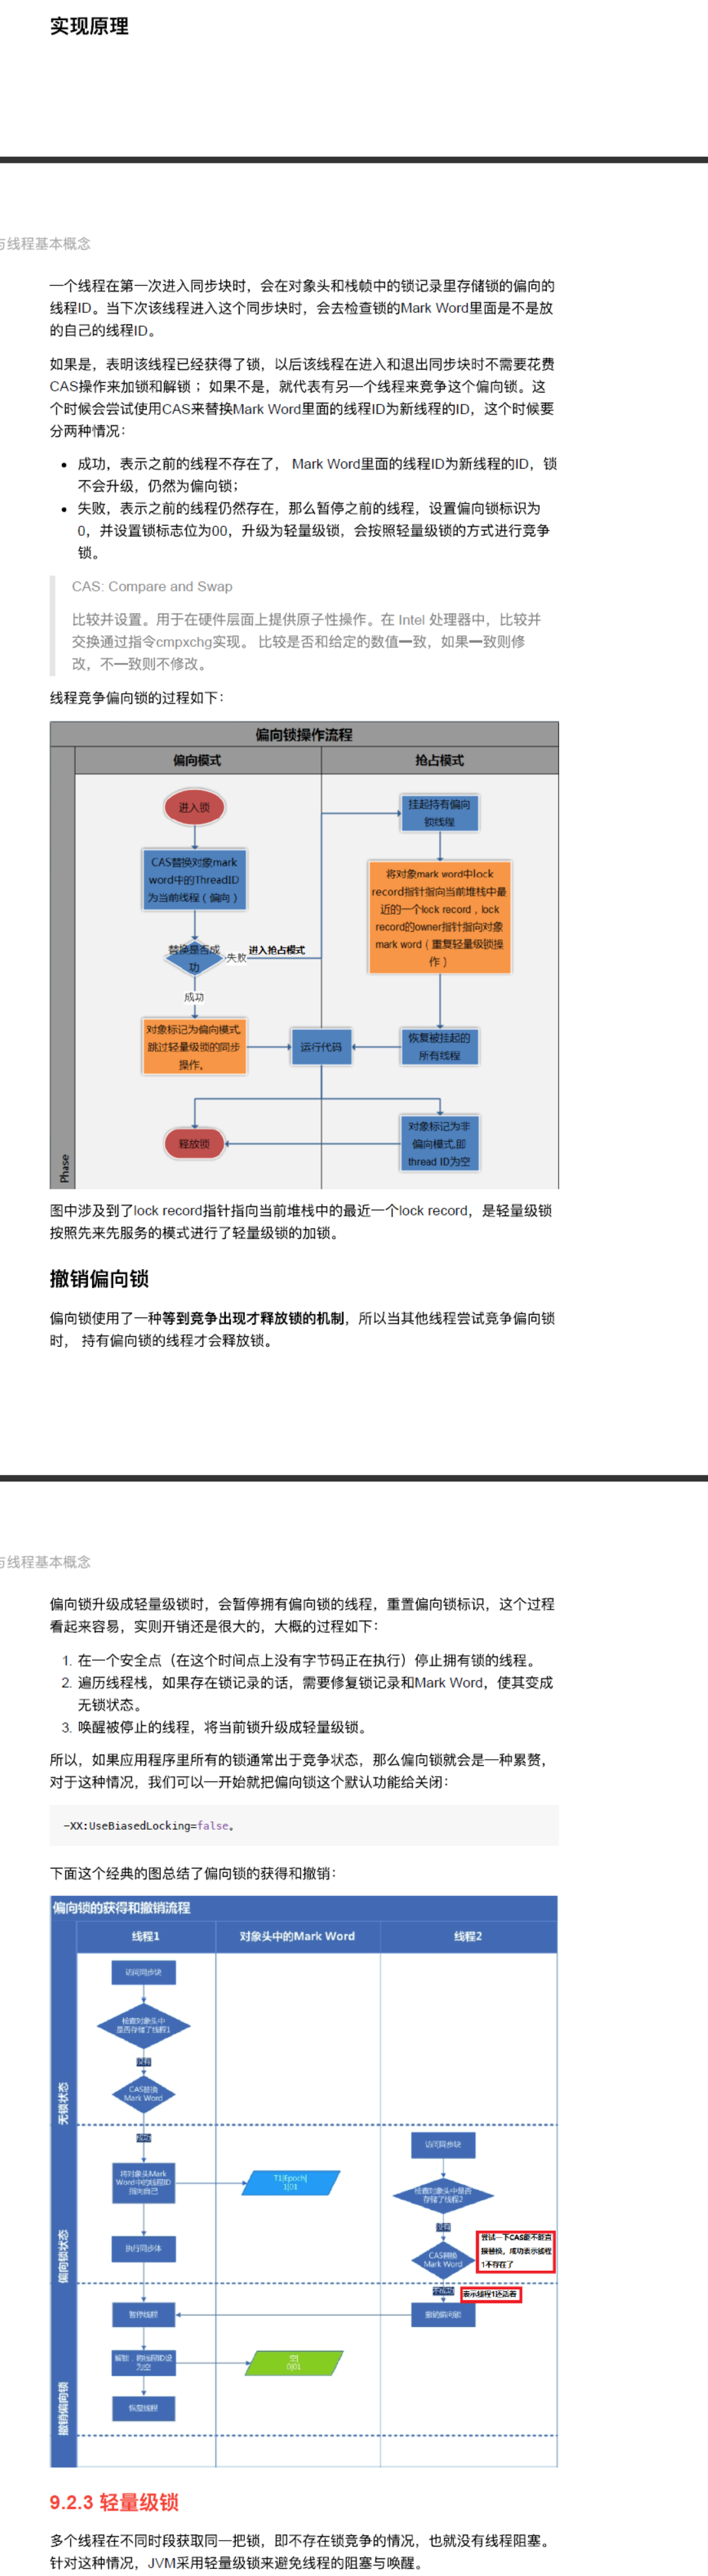 实现原理
与线程基本概念
一个线程在第一次进入同步块时，会在对象头和栈帧中的锁记录里存储锁的偏向的
线程ID。当下次该线程进入这个同步块时，会去检查锁的Mark Word里面是不是放
的自己的线程ID。
如果是，表明该线程已经获得了锁，以后该线程在进入和退出同步块时不需要花费
CAS操作来加锁和解锁 ；如果不是，就代表有另一个线程来竞争这个偏向锁。这
个时候会尝试使用CAS来替换Mark Word里面的线程ID为新线程的ID，这个时候要
分两种情况：
• 成功，表示之前的线程不存在了， Mark Word里面的线程ID为新线程的ID，锁
不会升级，仍然为偏向锁；
• 失败，表示之前的线程仍然存在，那么暂停之前的线程，设置偏向锁标识为
0，并设置锁标志位为00，升级为轻量级锁，会按照轻量级锁的方式进行竞争
锁。
CAS: Compare and Swap
比较并设置。用于在硬件层面上提供原子性操作。在 Intel 处理器中，比较并
交换通过指令cmpxchg实现。 比较是否和给定的数值一致，如果一致则修
改，不一致则不修改。
线程竞争偏向锁的过程如下：
偏向锁操作流程
偏向模式
抢占模式
进入锁
挂起持有偏向
锁线程
CAS替换对象mark
word中的ThreadID
为当前线程（偏向）
将对象mark word中lock
record指针指向当前堆栈中最
近的一个lock record，lock
record的owner指针指向对象
mark word（重复轻量级锁操
作）
替换是否成
功
失败
进入抢占模式
成功
对象标记为偏向模式,
跳过轻量级锁的同步
操作。
运行代码
恢复被挂起的
所有线程
释放锁
对象标记为非
偏向模式,即
thread ID为空
Phase
图中涉及到了lock record指针指向当前堆栈中的最近一个lock record，是轻量级锁
按照先来先服务的模式进行了轻量级锁的加锁。
撤销偏向锁
偏向锁使用了一种等到竞争出现才释放锁的机制，所以当其他线程尝试竞争偏向锁
时， 持有偏向锁的线程才会释放锁。
与线程基本概念
偏向锁升级成轻量级锁时，会暂停拥有偏向锁的线程，重置偏向锁标识，这个过程
看起来容易，实则开销还是很大的，大概的过程如下：
1. 在一个安全点（在这个时间点上没有字节码正在执行）停止拥有锁的线程。
2. 遍历线程栈，如果存在锁记录的话，需要修复锁记录和Mark Word，使其变成
无锁状态。
3. 唤醒被停止的线程，将当前锁升级成轻量级锁。
所以，如果应用程序里所有的锁通常出于竞争状态，那么偏向锁就会是一种累赘，
对于这种情况，我们可以一开始就把偏向锁这个默认功能给关闭：
-XX:UseBiasedLocking=false。
下面这个经典的图总结了偏向锁的获得和撤销：
偏向锁的获得和撤销流程
线程1
对象头中的Mark Word
线程2
无锁状态
访问同步块
检查对象头中
是否存储了线程1
CAS替换
Mark Word
偏向锁状态
将对象头Mark
Word中的线程ID
指向自己
T1|Epoch|
1|01
访问同步块
检查对象头中是否
存储了线程2
执行同步体
CAS替换
Mark Word
尝试一下CAS能不能直
接替换，成功表示线程
1不存在了
表示线程1还活着
撤销偏向锁
暂停线程
撤销偏向锁
解锁，将线程ID设
为空
空|
0|01
恢复线程
9.2.3 轻量级锁
多个线程在不同时段获取同一把锁，即不存在锁竞争的情况，也就没有线程阻塞。
针对这种情况，JVM采用轻量级锁来避免线程的阻塞与唤醒。